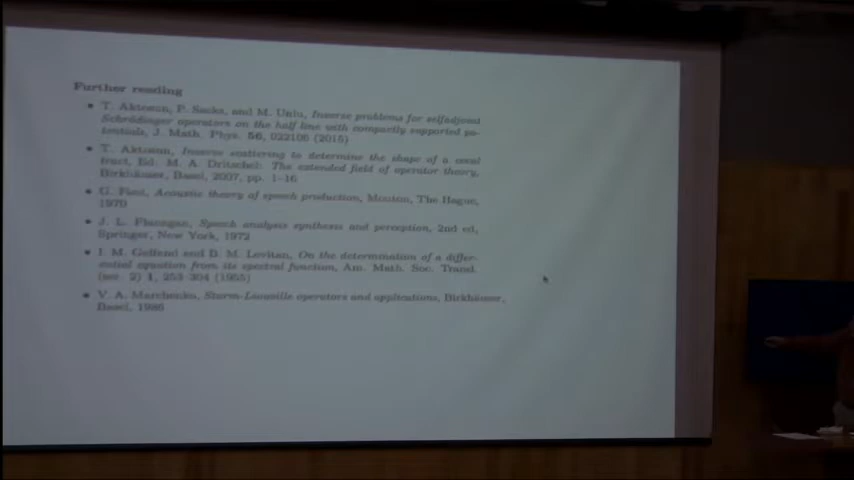 Further reading
• T. Aktosun, P. Sacks, and M. Unlu, Inverse problems for selfadjoint
Schrödinger operators on the half line with compactly supported po-
tentials, J. Math. Phys. 56, 022106 (2015)
• T. Aktosun, Inverse scattering to determine the shape of a vocal
tract, Ed. M. A. Dritschel: The extended field of operator theory,
Birkhäuser, Basel, 2007, pp. 1–16
• G. Fant, Acoustic theory of speech production, Mouton, The Hague,
1970
• J. L. Flanagan, Speech analysis synthesis and perception, 2nd ed,
Springer, New York, 1972
• I. M. Gelfand and B. M. Levitan, On the determination of a differ-
ential equation from its spectral function, Am. Math. Soc. Transl.
(ser. 2) 1, 253–304 (1955)
• V. A. Marchenko, Sturm-Liouville operators and applications, Birkhäuser,
Basel, 1986